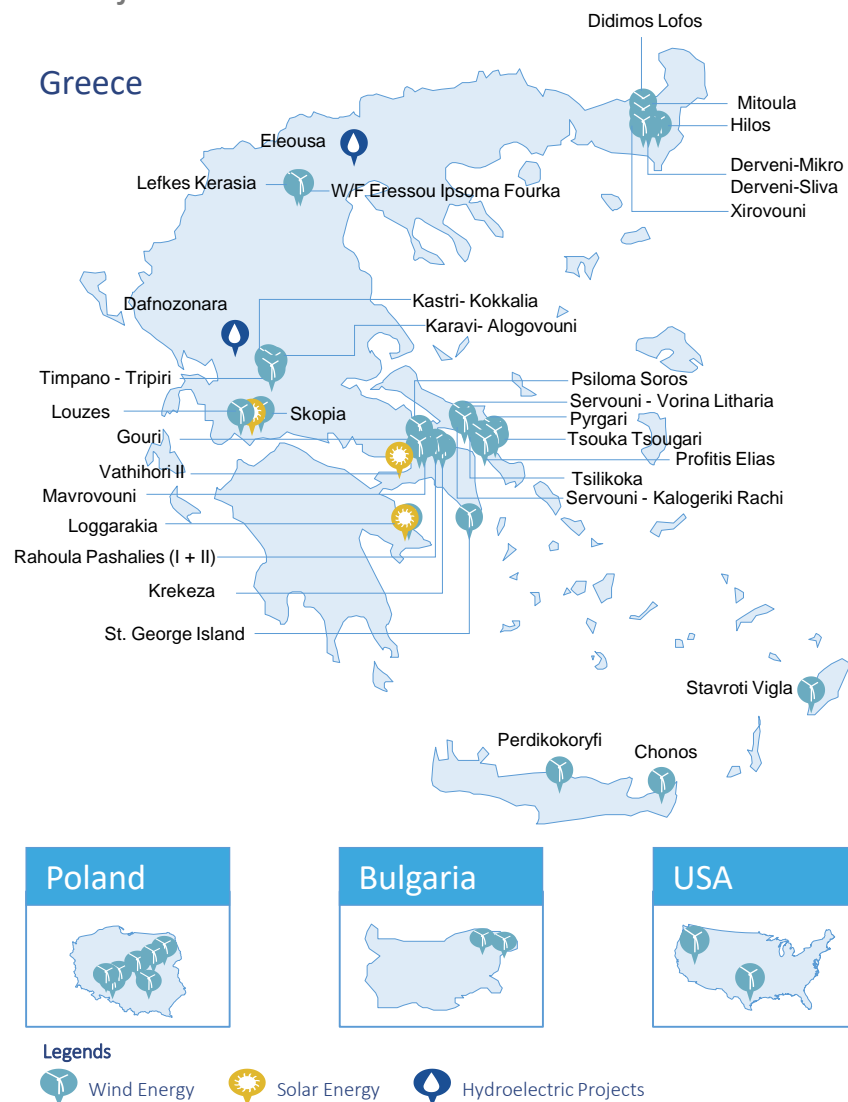 Didimos Lofos
Greece
Mitoula
Hilos
Eleousa
Derveni-Mikro
Lefkes Kerasia
W/F Eressou Ipsoma Fourka
Derveni-Sliva
Xirovouni
Dafnozonara
Kastri- Kokkalia
Karavi- Alogovouni
Timpano - Tripiri
Psiloma Soros
Servouni - Vorina Litharia
Louzes
Skopia
Pyrgari
Gouri
Tsouka Tsougari
Profitis Elias
Vathihori II
Tsilikoka
Mavrovouni
Servouni - Kalogeriki Rachi
Loggarakia
Rahoula Pashalies (I + II)
Krekeza
St. George Island
Stavroti Vigla
Perdikokoryfi
Chonos
Poland
Bulgaria
USA
Legends
Wind Energy
Solar Energy
Hydroelectric Projects